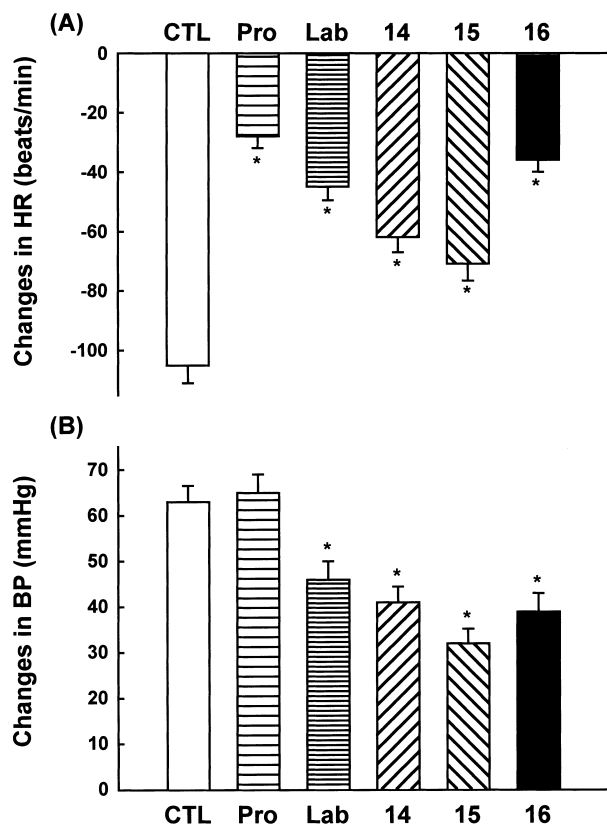 (A)
CTL Pro Lab 14 15 16
0
-20
-40
-60
-80
-100
Changes in HR (beats/min)
* * * * *
(B)
70
60
50
40
30
20
10
0
Changes in BP (mmHg)
* * * *
CTL Pro Lab 14 15 16